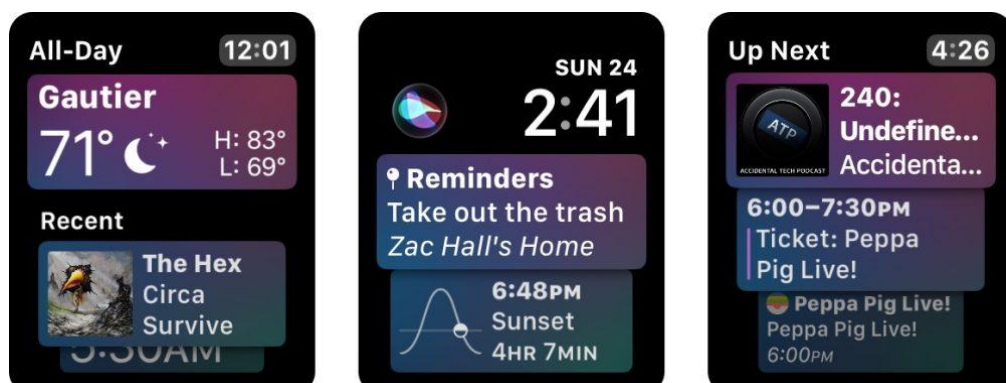 All-Day
12:01
Gautier
71°
H: 83°
L: 69°
Recent
The Hex
Circa
Survive
5:30AM
SUN 24
2:41
Reminders
Take out the trash
Zac Hall's Home
6:48PM
Sunset
4HR 7MIN
Up Next
4:26
ATP
ACCIDENTAL TECH PODCAST
240:
Undefine...
Accidenta...
6:00–7:30PM
Ticket: Peppa
Pig Live!
Peppa Pig Live!
Peppa Pig Live!
6:00PM